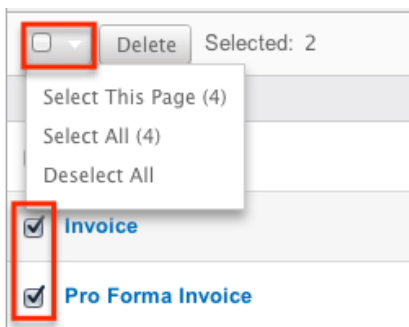 Delete Selected: 2
Select This Page (4)
Select All (4)
Deselect All
Invoice
Pro Forma Invoice